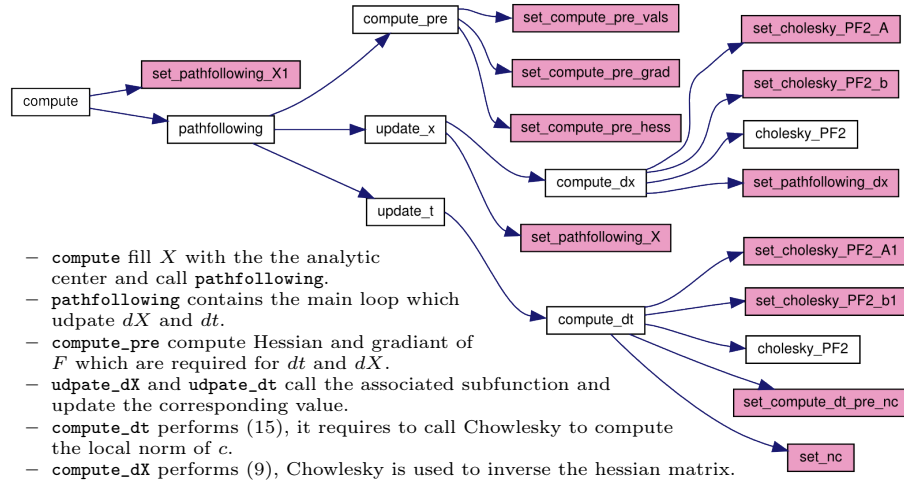 compute
set_pathfollowing_X1
pathfollowing
compute_pre
update_x
update_t
set_compute_pre_vals
set_compute_pre_grad
set_compute_pre_hess
compute_dx
set_pathfollowing_X
compute_dt
set_cholesky_PF2_A
set_cholesky_PF2_b
cholesky_PF2
set_pathfollowing_dx
set_cholesky_PF2_A1
set_cholesky_PF2_b1
cholesky_PF2
set_compute_dt_pre_nc
set_nc
– compute fill X with the the analytic
center and call pathfollowing.
– pathfollowing contains the main loop which
udpate dX and dt.
– compute_pre compute Hessian and gradiant of
F which are required for dt and dX.
– udpate_dX and udpate_dt call the associated subfunction and
update the corresponding value.
– compute_dt performs (15), it requires to call Chowlesky to compute
the local norm of c.
– compute_dX performs (9), Chowlesky is used to inverse the hessian matrix.